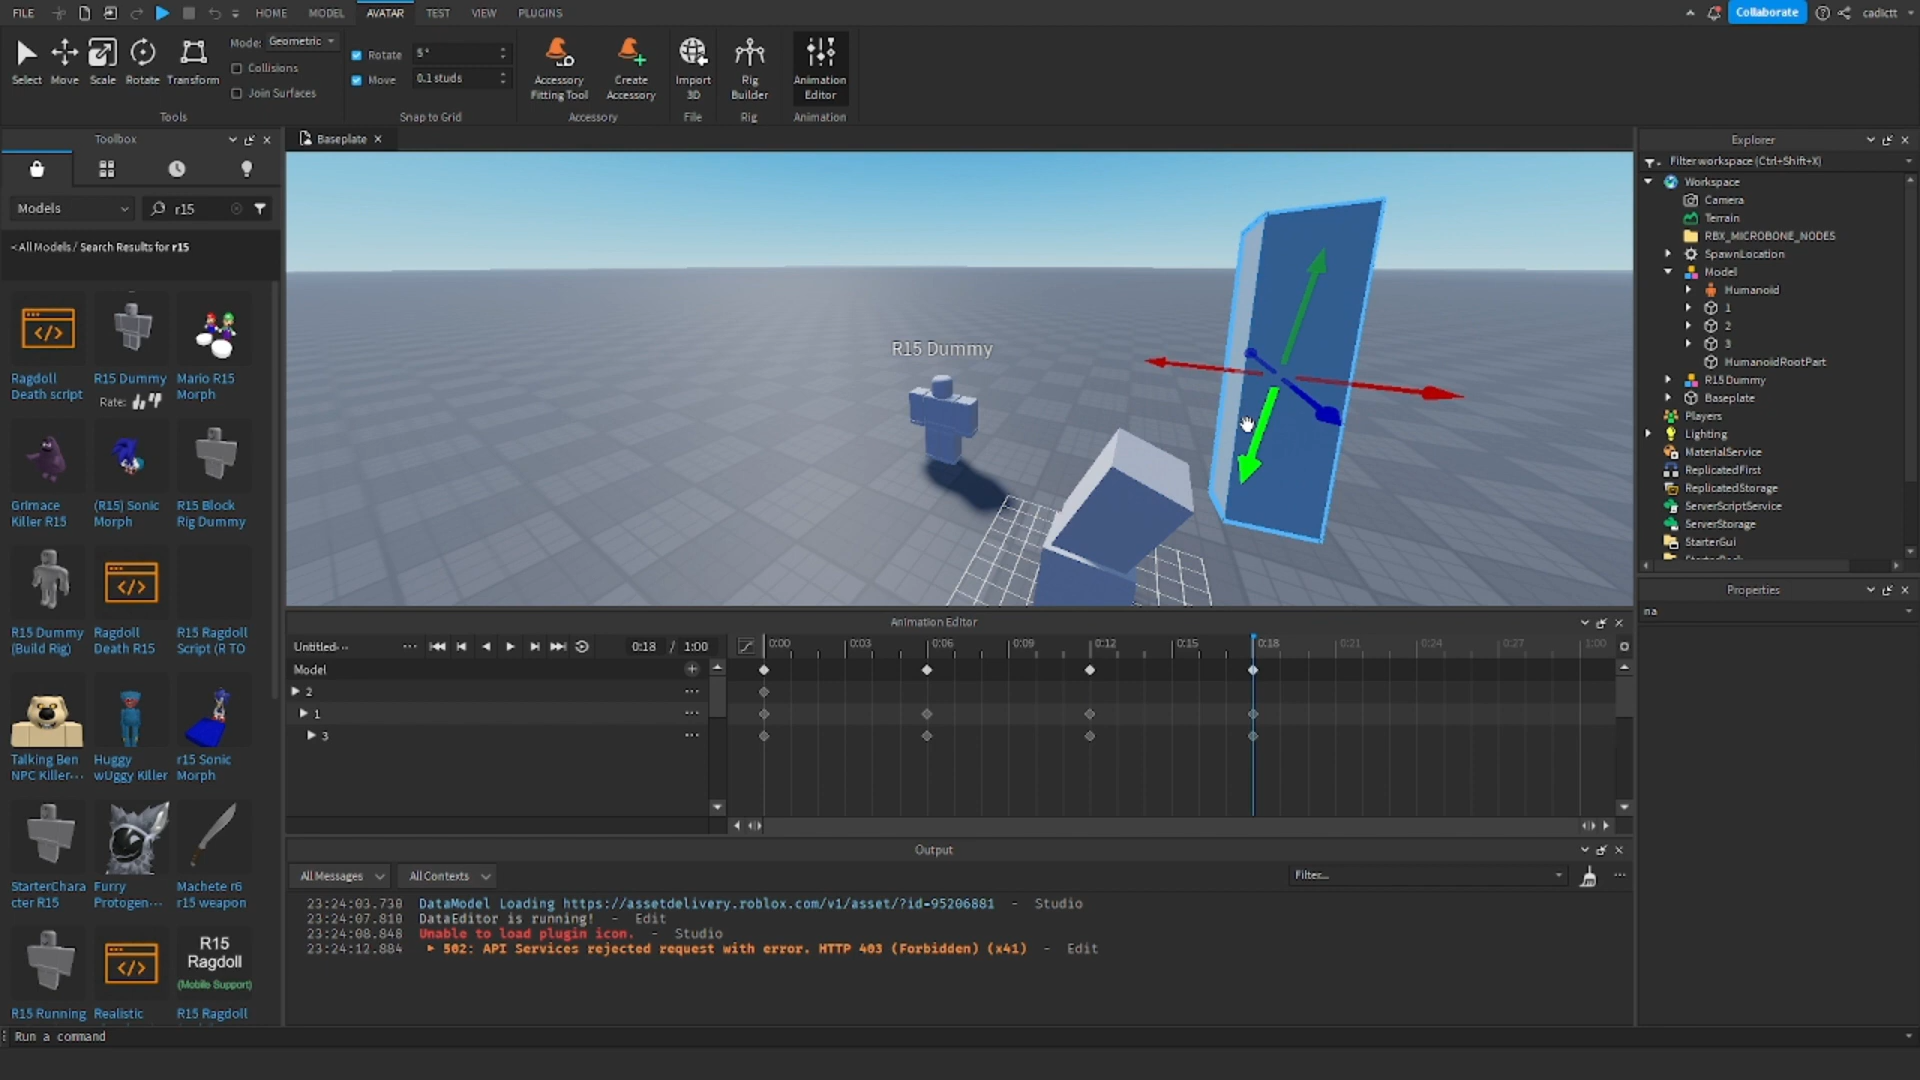 FILE HOME MODEL AVATAR TEST VIEW PLUGINS Collaborate cadictt
Mode: Geometric
Collisions
Join Surfaces
Rotate 5°
Move 0.1 studs
Select Move Scale Rotate Transform
Accessory Fitting Tool
Create Accessory
Import 3D
Rig Builder
Animation Editor
Tools Snap to Grid Accessory File Rig Animation
Toolbox
Models r15
<All Models / Search Results for r15
Ragdoll Death script
R15 Dummy
Rate:
Mario R15 Morph
Grimace Killer R15
(R15) Sonic Morph
R15 Block Rig Dummy
R15 Dummy (Build Rig)
Ragdoll Death R15
R15 Ragdoll Script (R TO
Talking Ben NPC Killer...
Huggy wUggy Killer
r15 Sonic Morph
StarterChara cter R15
Furry Protogen...
Machete r6 r15 weapon
R15 Ragdoll (Mobile Support)
R15 Running
Realistic
R15 Ragdoll
Baseplate
R15 Dummy
Explorer
Filter workspace (Ctrl+Shift+X)
Workspace
Camera
Terrain
RBX_MICROBONE_NODES
SpawnLocation
Model
Humanoid
1
2
3
HumanoidRootPart
R15 Dummy
Baseplate
Players
Lighting
MaterialService
ReplicatedFirst
ReplicatedStorage
ServerScriptService
ServerStorage
StarterGui
Properties
na
Animation Editor
Untitled... 0:18 / 1:00 0:00 0:03 0:06 0:09 0:12 0:15 0:18 0:21 0:24 0:27 1:00
Model
2
1
3
Output
All Messages All Contexts Filter...
23:24:03.730 DataModel Loading https://assetdelivery.roblox.com/v1/asset/?id=95206881 - Studio
23:24:07.810 DataEditor is running! - Edit
23:24:08.848 Unable to load plugin icon. - Studio
23:24:12.884 502: API Services rejected request with error. HTTP 403 (Forbidden) (x41) - Edit
Run a command